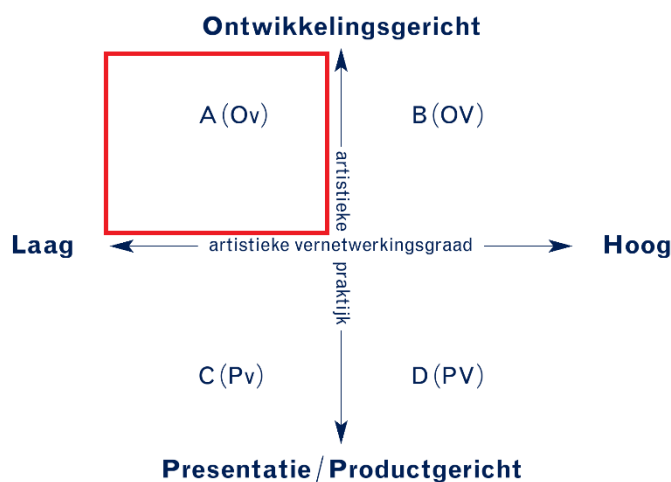 Ontwikkelingsgericht
A (Ov)
B (OV)
artistieke
Laag
artistieke vernetwerkingsgraad
Hoog
praktijk
C (Pv)
D (PV)
Presentatie/Productgericht